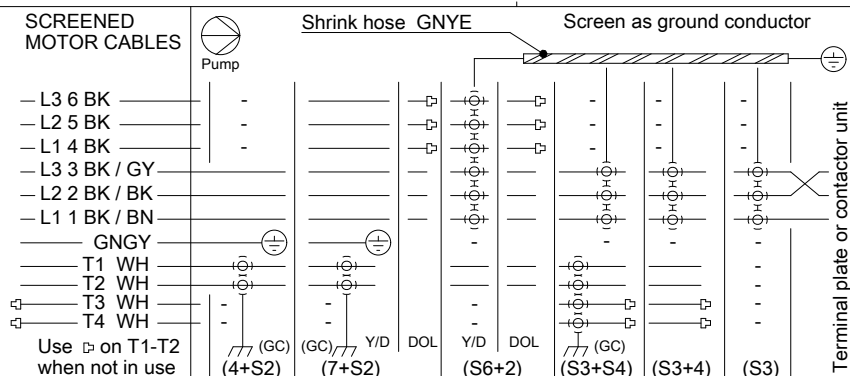 SCREENED
MOTOR CABLES
Pump
Shrink hose GNYE
Screen as ground conductor
L3 6 BK
L2 5 BK
L1 4 BK
L3 3 BK / GY
L2 2 BK / BK
L1 1 BK / BN
GNGY
T1 WH
T2 WH
T3 WH
T4 WH
Use on T1-T2
when not in use
(GC)
(4+S2)
(GC)
(7+S2)
Y/D
DOL
Y/D
DOL
(S6+2)
(GC)
(S3+S4)
(S3+4)
(S3)
Terminal plate or contactor unit